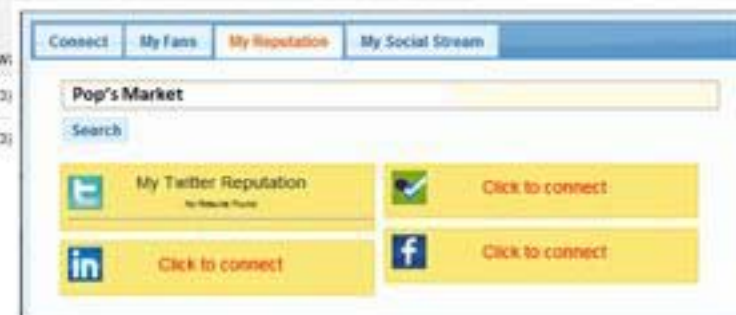 Connect My Fans My Reputation My Social Stream
Pop's Market
Search
My Twitter Reputation
Click to connect
Click to connect
Click to connect